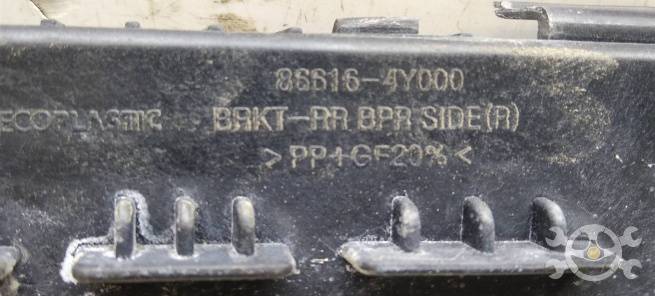 86616-4Y000
ECOPLASTIC BRKT-RR BPR SIDE(R)
>PP+GF20%<